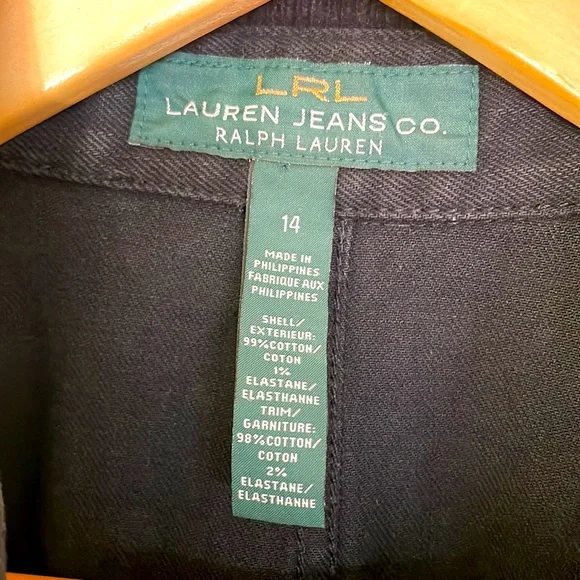 LRL
LAUREN JEANS CO.
RALPH LAUREN
14
MADE IN
PHILIPPINES
FABRIQUE AUX
PHILIPPINES
SHELL/
EXTERIEUR:
99%COTTON/
COTON
1%
ELASTANE/
ELASTHANNE
TRIM/
GARNITURE:
98%COTTON/
COTON
2%
ELASTANE/
ELASTHANNE